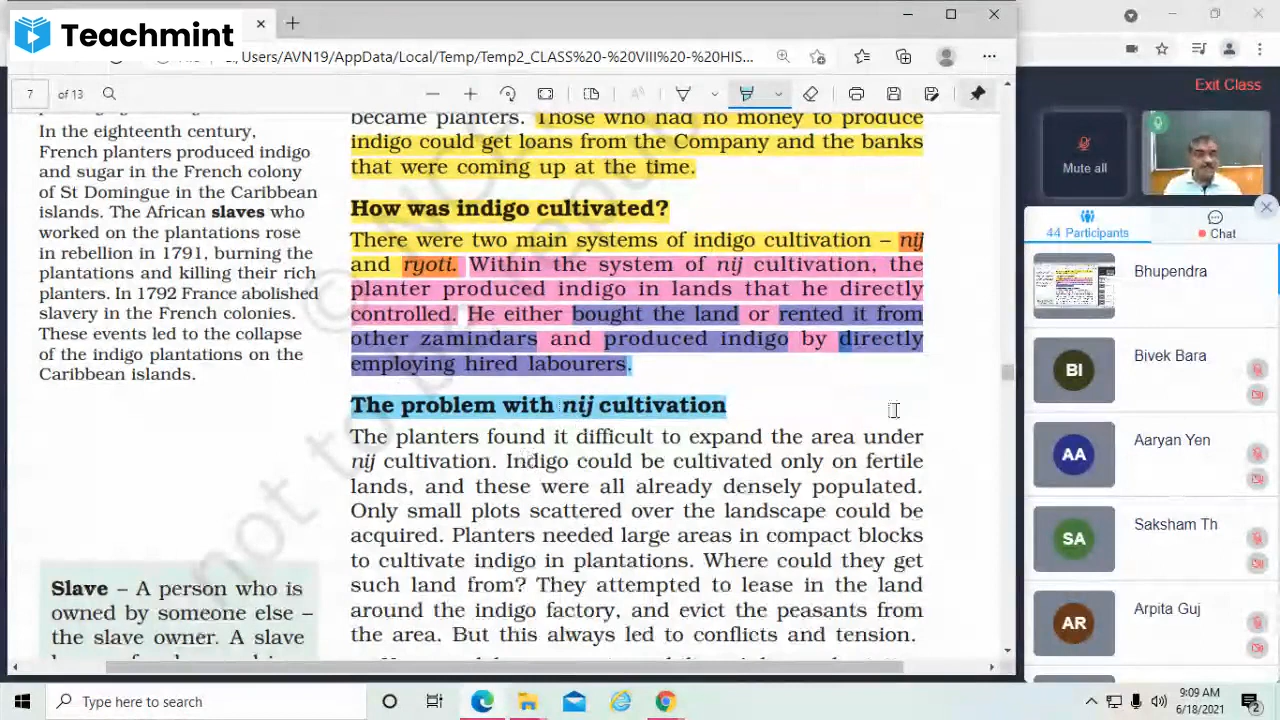 Teachmint
Users/AVN19/AppData/Local/Temp/Temp2_CLASS%20-%20VIII%20-%20HIS...
7 of 13
In the eighteenth century,
French planters produced indigo
and sugar in the French colony
of St Domingue in the Caribbean
islands. The African slaves who
worked on the plantations rose
in rebellion in 1791, burning the
plantations and killing their rich
planters. In 1792 France abolished
slavery in the French colonies.
These events led to the collapse
of the indigo plantations on the
Caribbean islands.
Slave – A person who is
owned by someone else –
the slave owner. A slave
became planters. Those who had no money to produce
indigo could get loans from the Company and the banks
that were coming up at the time.
How was indigo cultivated?
There were two main systems of indigo cultivation – nij
and ryoti. Within the system of nij cultivation, the
planter produced indigo in lands that he directly
controlled. He either bought the land or rented it from
other zamindars and produced indigo by directly
employing hired labourers.
The problem with nij cultivation
The planters found it difficult to expand the area under
nij cultivation. Indigo could be cultivated only on fertile
lands, and these were all already densely populated.
Only small plots scattered over the landscape could be
acquired. Planters needed large areas in compact blocks
to cultivate indigo in plantations. Where could they get
such land from? They attempted to lease in the land
around the indigo factory, and evict the peasants from
the area. But this always led to conflicts and tension.
Exit Class
Mute all
44 Participants
Chat
Bhupendra
BI Bivek Bara
AA Aaryan Yen
SA Saksham Th
AR Arpita Guj
Type here to search
9:09 AM
6/18/2021
2